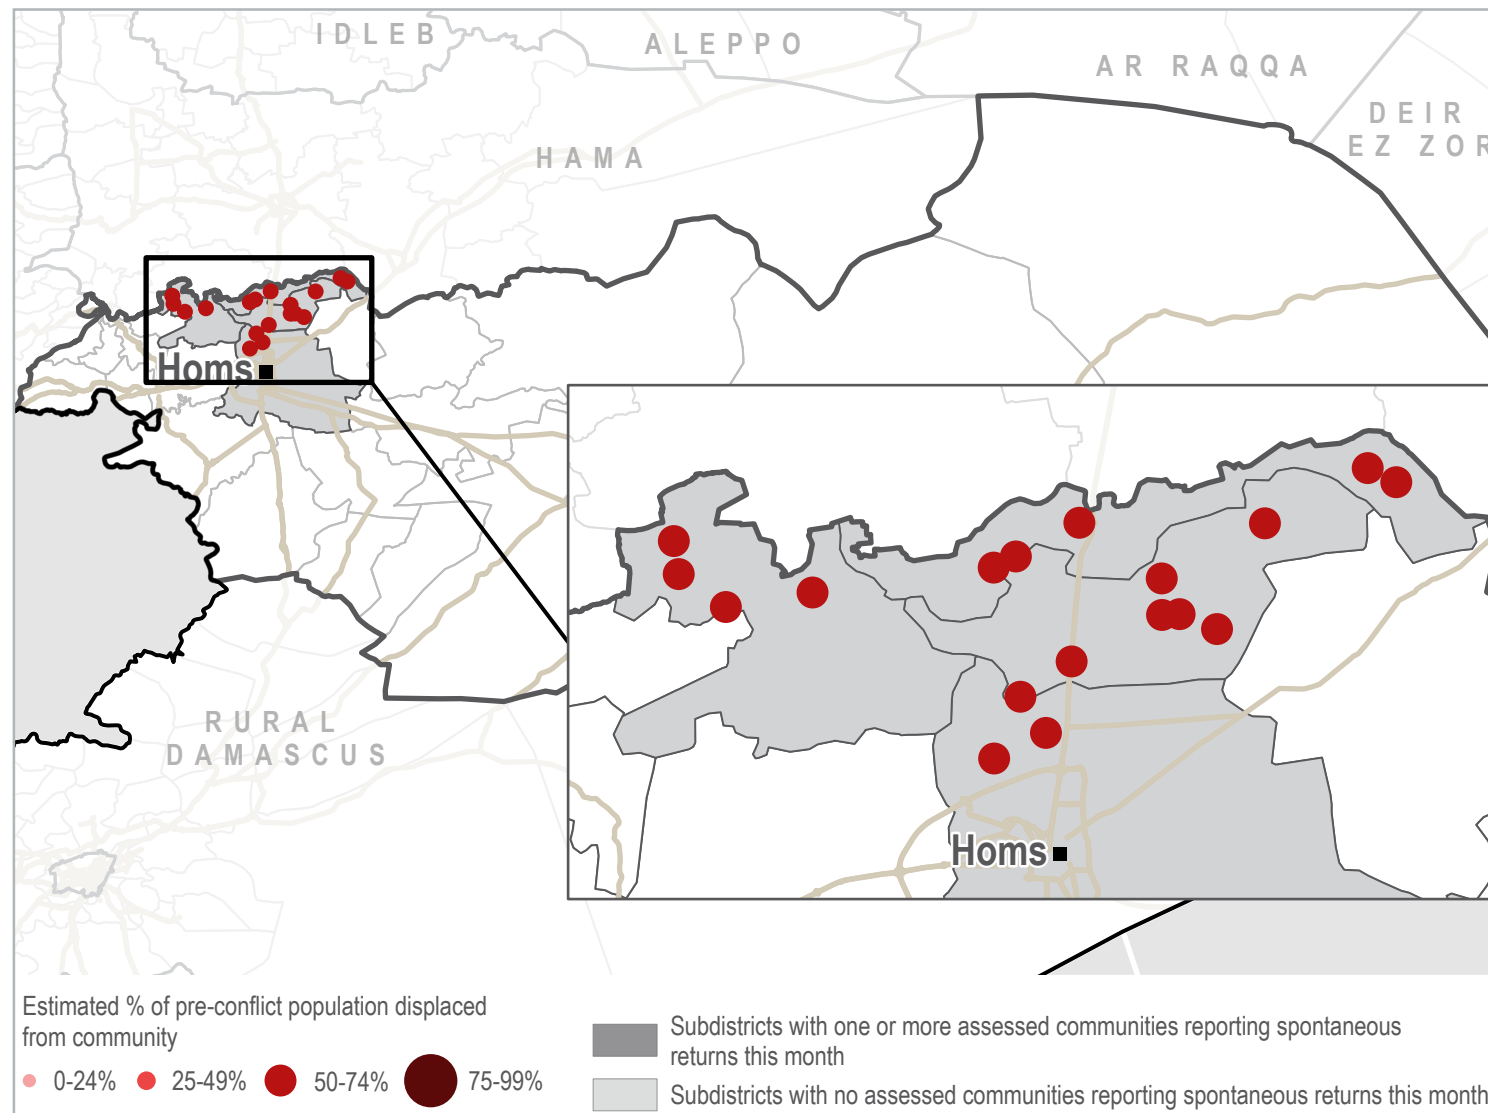 IDLEB
ALEPPO
AR RAQQA
DEIR
EZ ZOR
HAMA
Homs
RURAL
DAMASCUS
Homs
Estimated % of pre-conflict population displaced
from community
0-24%
25-49%
50-74%
75-99%
Subdistricts with one or more assessed communities reporting spontaneous
returns this month
Subdistricts with no assessed communities reporting spontaneous returns this month